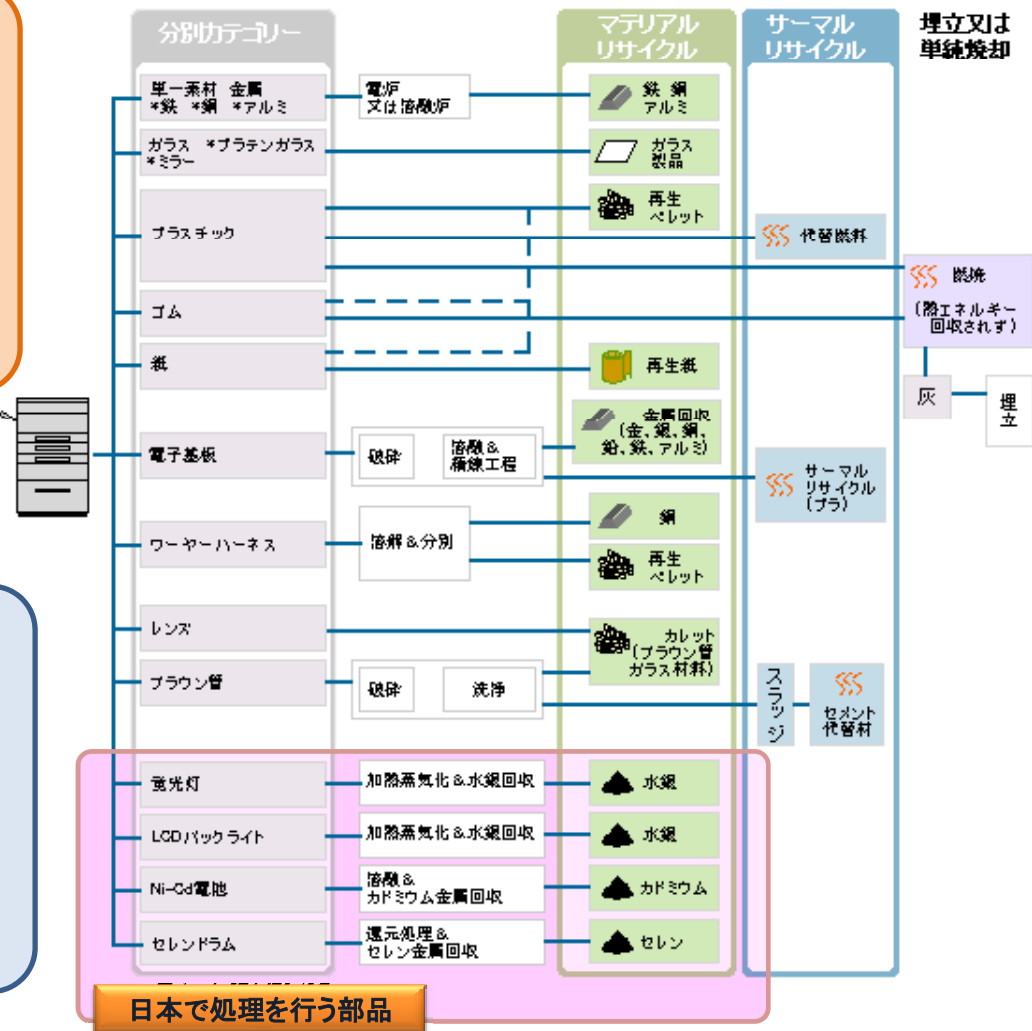 分別カテゴリー
マテリアル
リサイクル
サーマル
リサイクル
埋立又は
単純焼却
単一素材 金属
*鉄 *銅 *アルミ
電炉
又は溶融炉
鉄 銅
アルミ
ガラス *プラテンガラス
*ミラー
ガラス
製品
プラスチック
再生
ペレット
代替燃料
燃焼
(熱エネルギー
回収されず)
灰
埋
立
ゴム
紙
再生紙
電子基板
破砕
溶融&
精錬工程
金属回収
(金、銀、銅、
鉛、鉄、アルミ)
サーマル
リサイクル
(プラ)
ワーヤーハーネス
溶解&分別
銅
再生
ペレット
レンズ
カレット
(ブラウン管
ガラス材料)
ブラウン管
破砕
洗浄
スラッジ
セメント
代替材
蛍光灯
加熱蒸気化&水銀回収
水銀
LCDバックライト
加熱蒸気化&水銀回収
水銀
Ni-Cd電池
溶融&
カドミウム金属回収
カドミウム
セレンドラム
還元処理&
セレン金属回収
セレン
日本で処理を行う部品